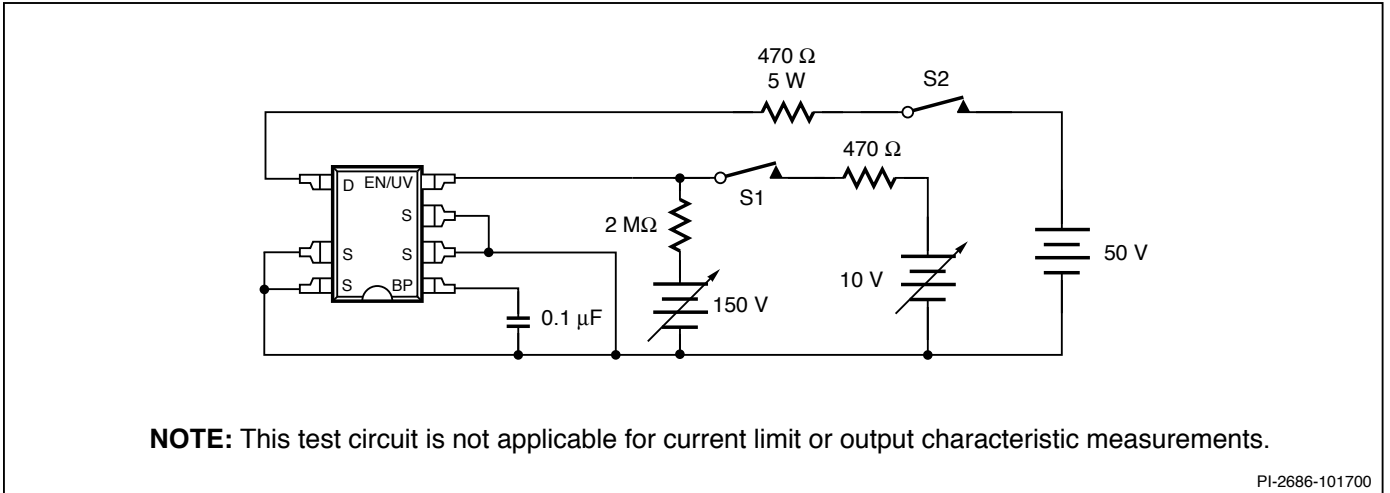 470 Ω
5 W
S2
470 Ω
D EN/UV
S
S1
2 MΩ
S S
50 V
10 V
S BP
150 V
0.1 µF
NOTE: This test circuit is not applicable for current limit or output characteristic measurements.
PI-2686-101700